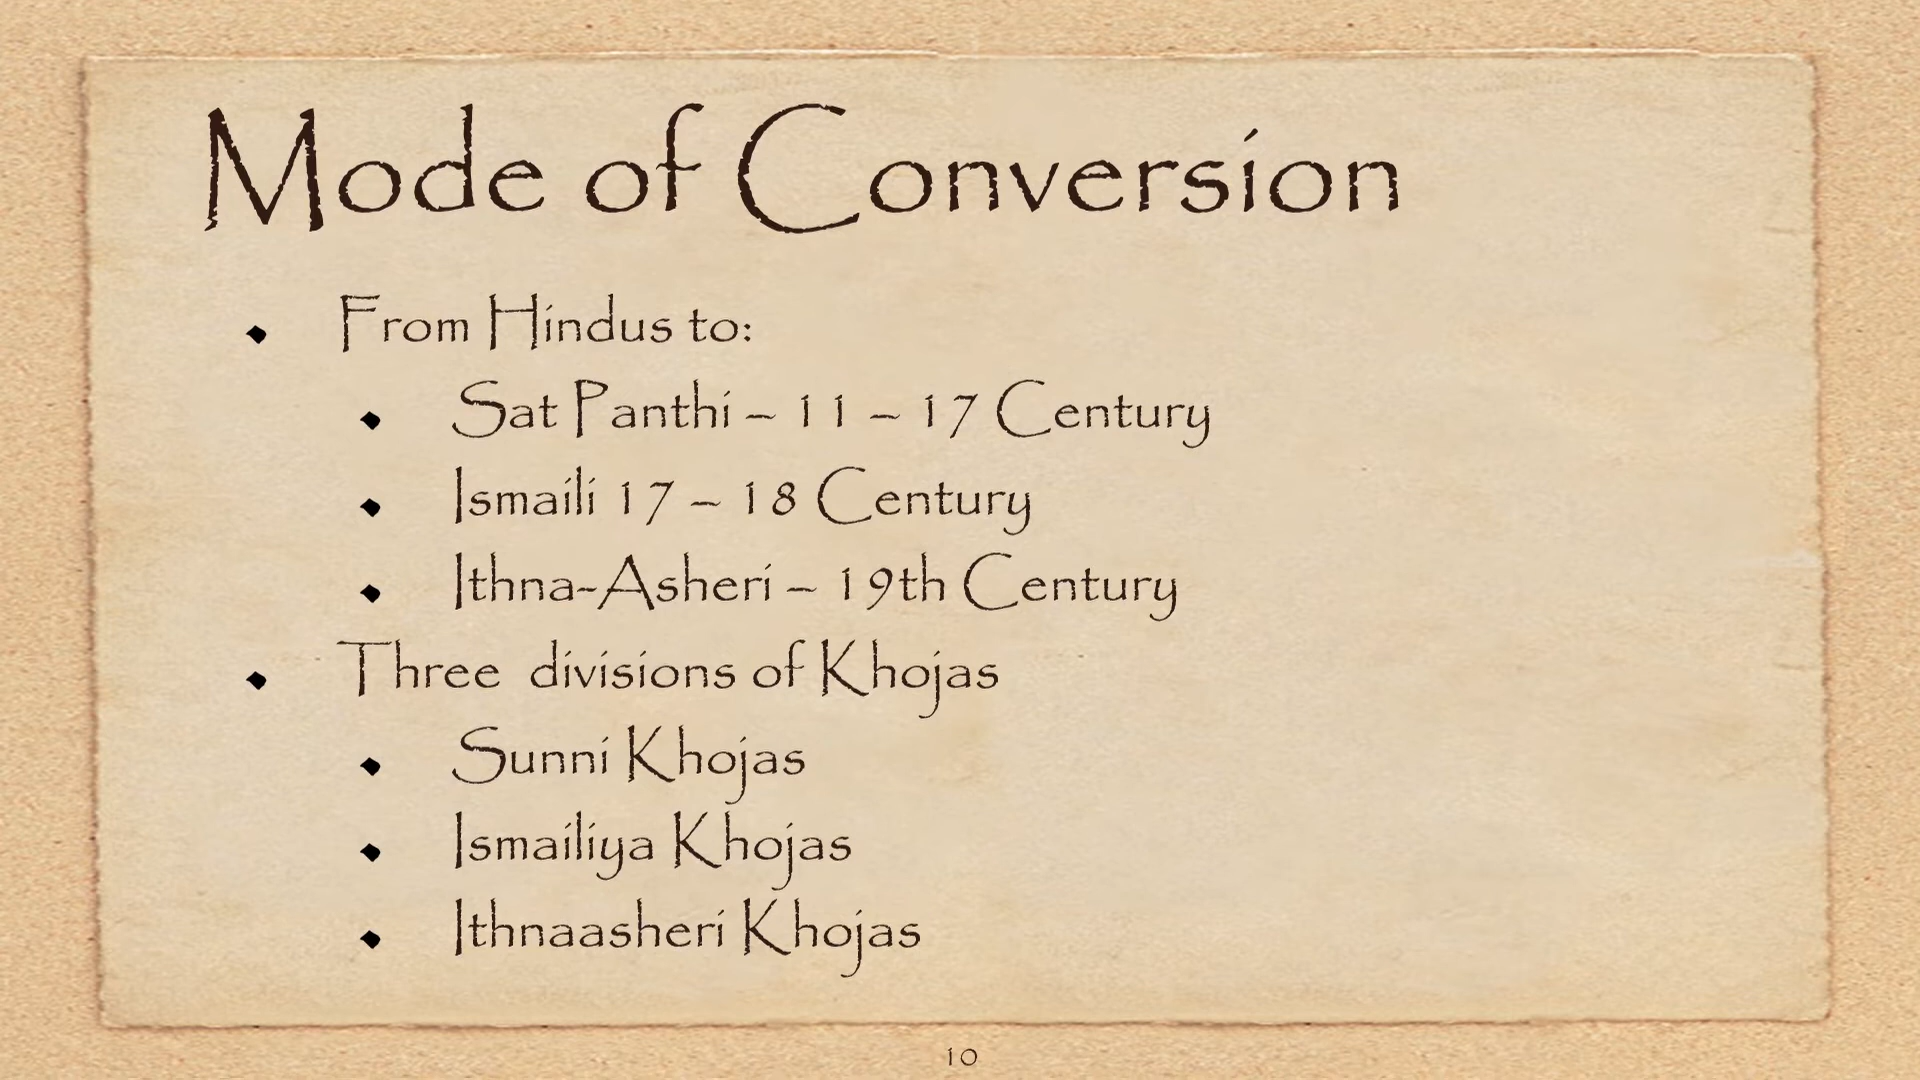 Mode of Conversion
From Hindus to:
Sat Panthi – 11 – 17 Century
Ismaili 17 – 18 Century
Ithna-Asheri – 19th Century
Three divisions of Khojas
Sunni Khojas
Ismailiya Khojas
Ithnaasheri Khojas
10